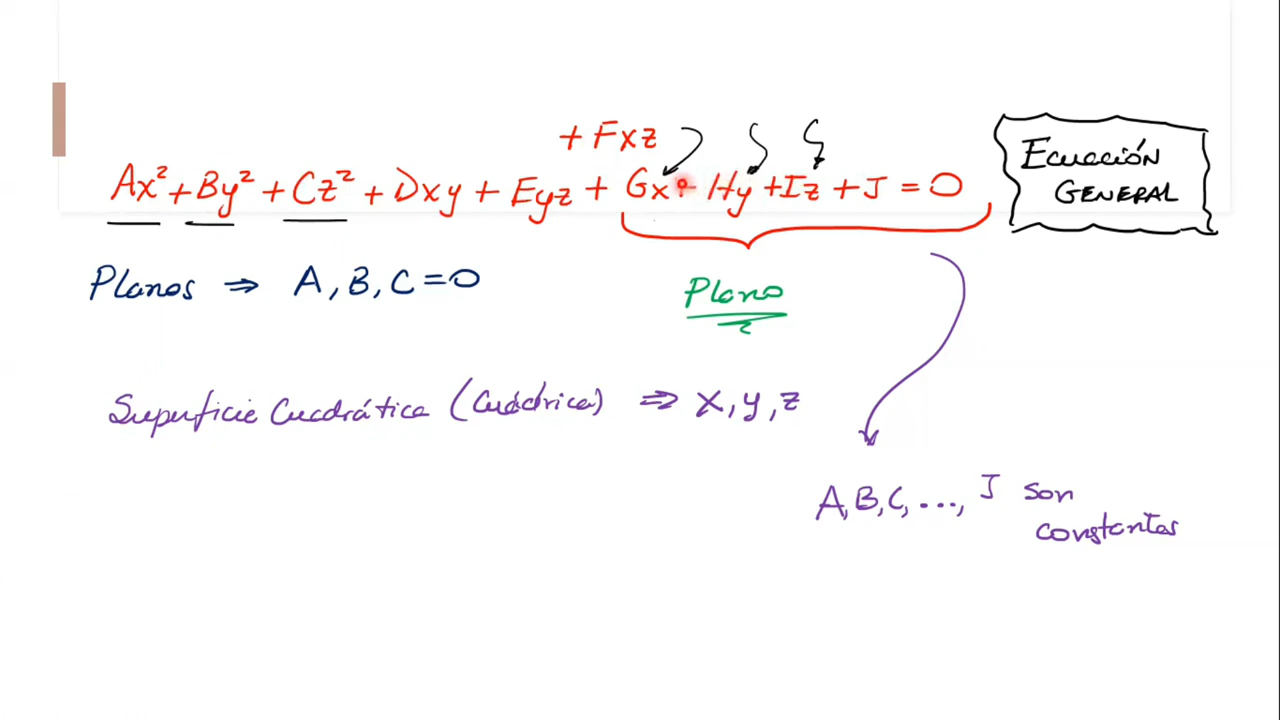 + Fxz
Ax² + By² + Cz² + Dxy + Eyz + Gx + Hy + Iz + J = 0
Ecuación
GENERAL
Planos ⇒ A, B, C = 0
Plano
Superficie Cuadrática (Cuádrica) ⇒ x, y, z
A, B, C, ..., J son
constantes